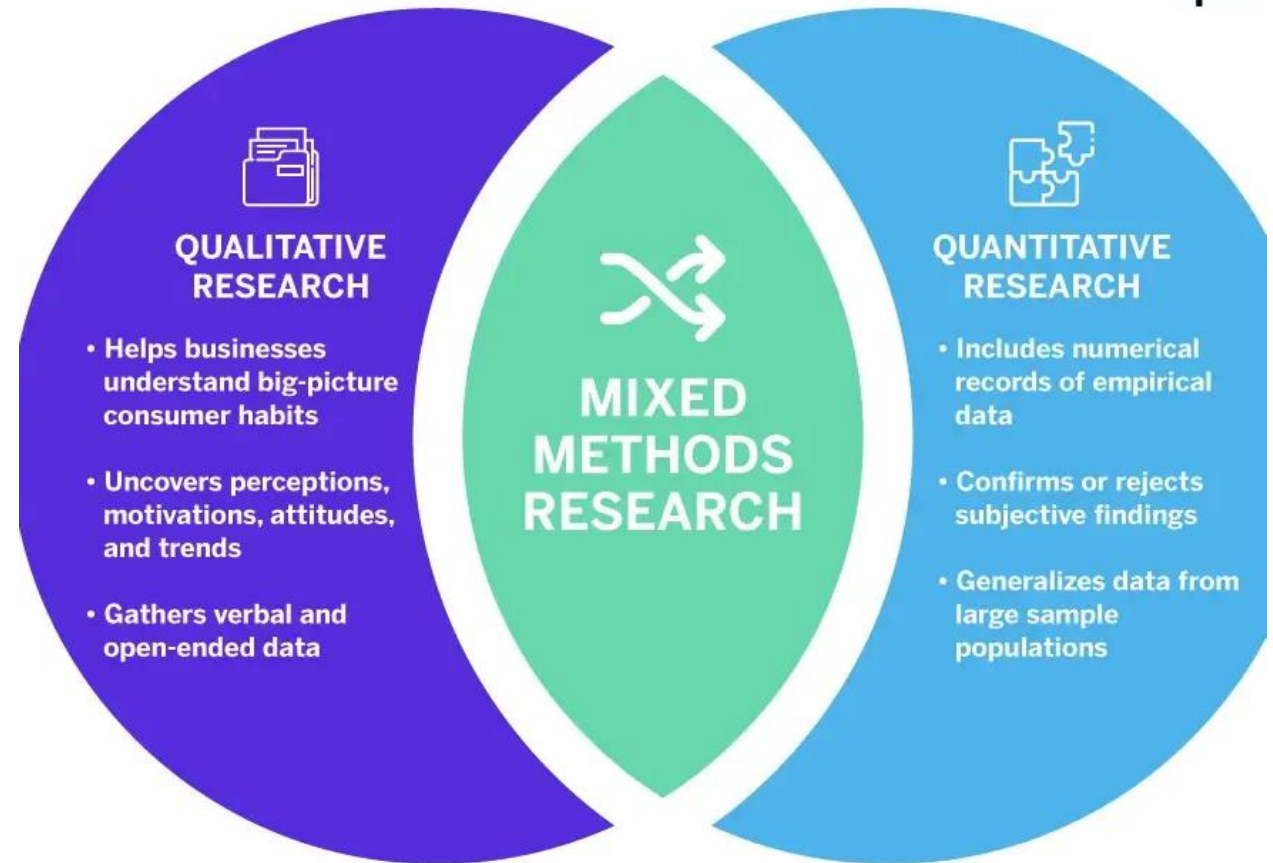 QUALITATIVE
RESEARCH
• Helps businesses
understand big-picture
consumer habits
• Uncovers perceptions,
motivations, attitudes,
and trends
• Gathers verbal and
open-ended data
MIXED
METHODS
RESEARCH
QUANTITATIVE
RESEARCH
• Includes numerical
records of empirical
data
• Confirms or rejects
subjective findings
• Generalizes data from
large sample
populations